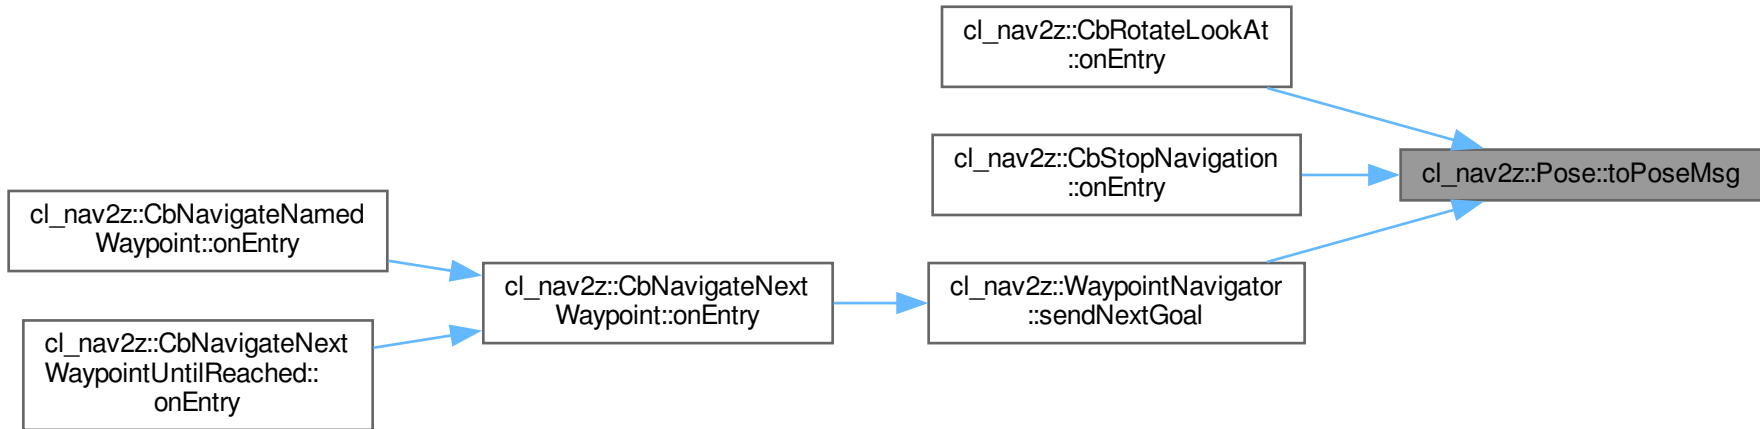 cl_nav2z::CbRotateLookAt
::onEntry
cl_nav2z::CbStopNavigation
::onEntry
cl_nav2z::Pose::toPoseMsg
cl_nav2z::CbNavigateNamed
Waypoint::onEntry
cl_nav2z::CbNavigateNext
Waypoint::onEntry
cl_nav2z::WaypointNavigator
::sendNextGoal
cl_nav2z::CbNavigateNext
WaypointUntilReached::
onEntry